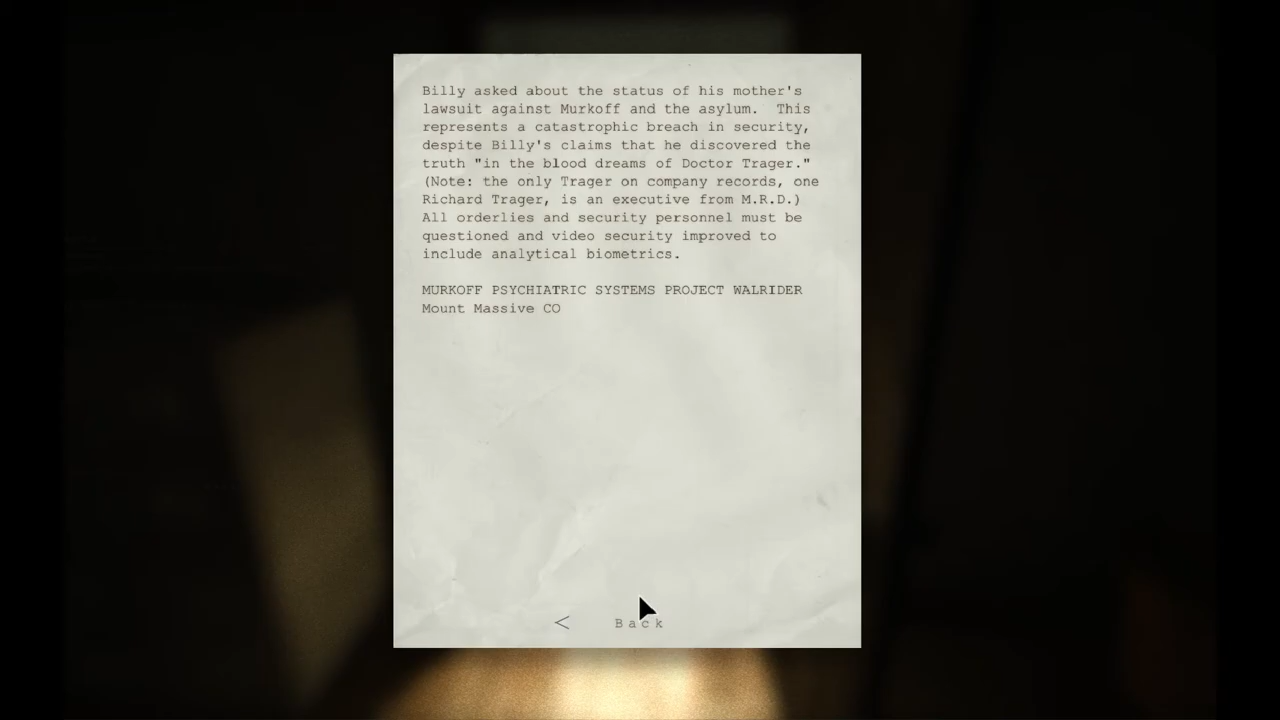 Billy asked about the status of his mother's
lawsuit against Murkoff and the asylum.  This
represents a catastrophic breach in security,
despite Billy's claims that he discovered the
truth "in the blood dreams of Doctor Trager."
(Note: the only Trager on company records, one
Richard Trager, is an executive from M.R.D.)
All orderlies and security personnel must be
questioned and video security improved to
include analytical biometrics.
MURKOFF PSYCHIATRIC SYSTEMS PROJECT WALRIDER
Mount Massive CO
< Back